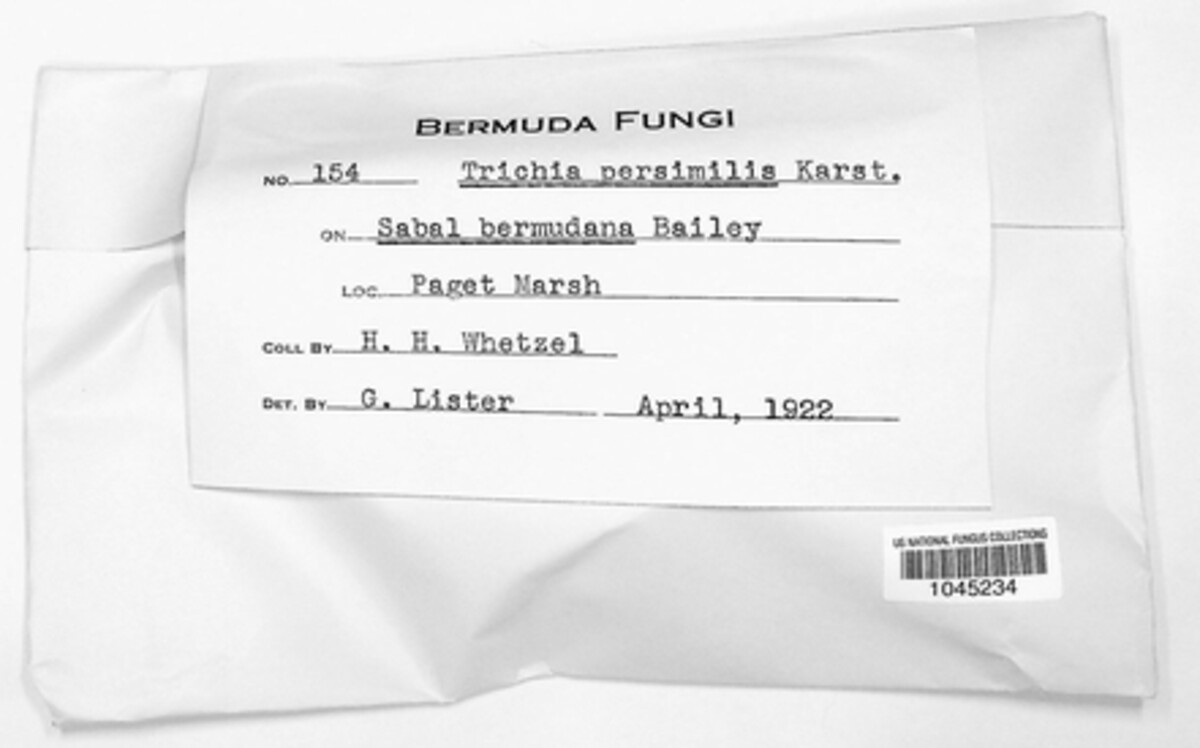 BERMUDA FUNGI
NO. 154 Trichia persimilis Karst.
ON Sabal bermudana Bailey
LOC. Paget Marsh
COLL BY H. H. Whetzel
DET. BY G. Lister April, 1922
US NATIONAL FUNGUS COLLECTIONS
1045234